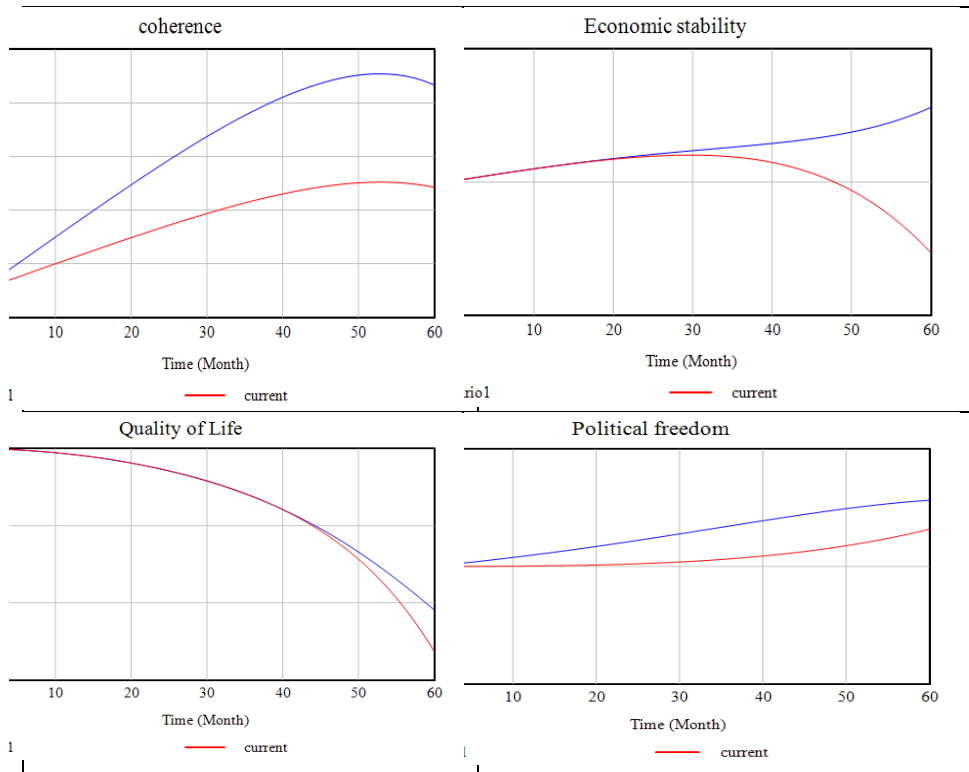 coherence
10 20 30 40 50 60
Time (Month)
1 current
Economic stability
10 20 30 40 50 60
Time (Month)
rio1 current
Quality of Life
10 20 30 40 50 60
Time (Month)
1 current
Political freedom
10 20 30 40 50 60
Time (Month)
current